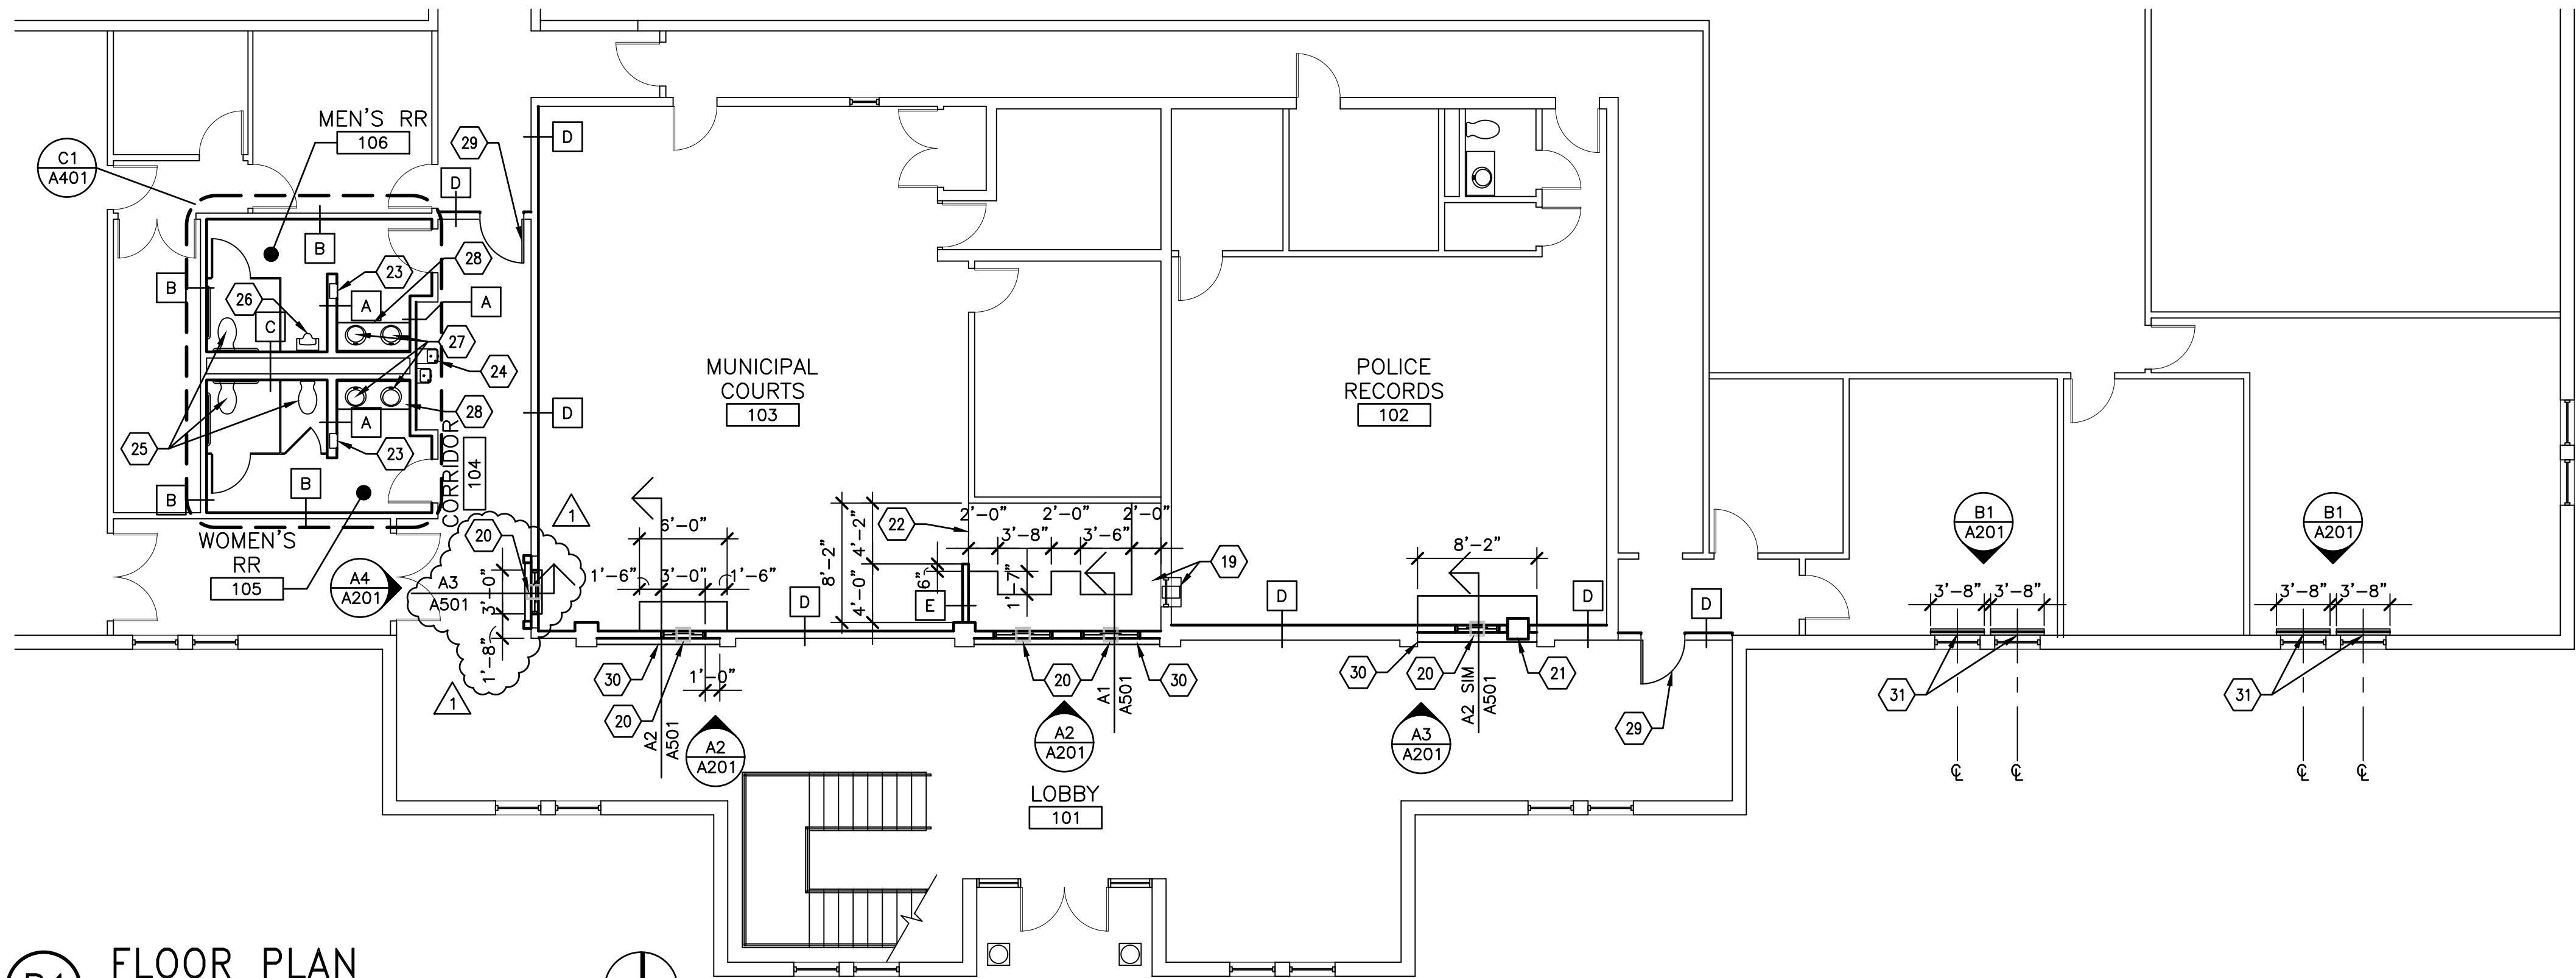 MEN'S RR
106
29
D
C1
A401
D
B
23
28
B
26
A
A
C
27
24
MUNICIPAL
COURTS
103
POLICE
RECORDS
102
D
28
A
25
23
B
B
CORRIDOR
104
WOMEN'S
RR
105
20
1
A4
A201
A3
A501
3'-0"
1'-8"
1
6'-0"
1'-6"
3'-0"
1'-6"
8'-2"
4'-2"
4'-0"
6"
22
2'-0"
2'-0"
2'-0"
3'-8"
3'-6"
1'-7"
19
D
E
D
8'-2"
D
D
B1
A201
B1
A201
3'-8"
3'-8"
3'-8"
3'-8"
30
20
1'-0"
A2
A501
A2
A201
20
30
A1
A501
A2
A201
30
20
21
A2 SIM
A501
A3
A201
29
31
31
LOBBY
101
FLOOR PLAN